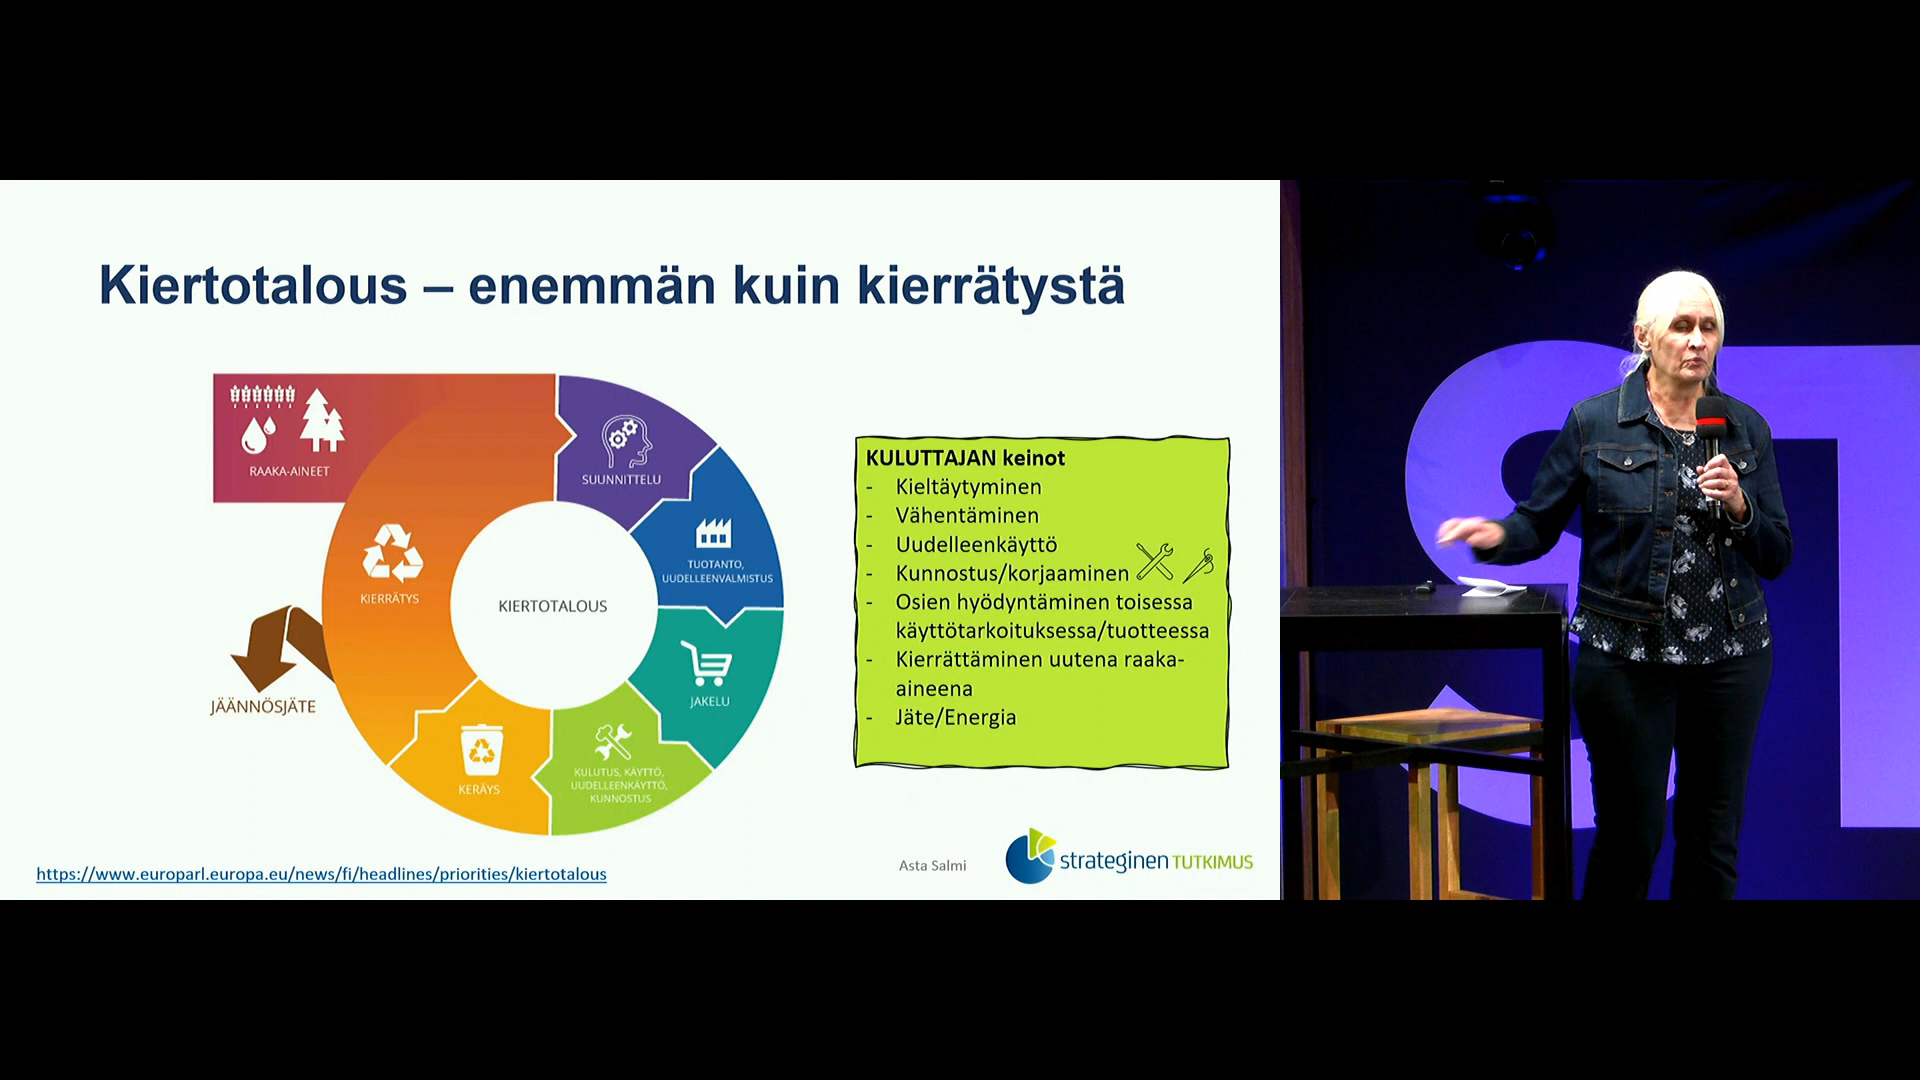 Kiertotalous – enemmän kuin kierrätystä
RAAKA-AINEET
SUUNNITTELU
TUOTANTO,
UUDELLEENVALMISTUS
KIERRÄTYS
KIERTOTALOUS
JAKELU
JÄÄNNÖSJÄTE
KERÄYS
KULUTUS, KÄYTTÖ,
UUDELLEENKÄYTTÖ,
KUNNOSTUS
KULUTTAJAN keinot
- Kieltäytyminen
- Vähentäminen
- Uudelleenkäyttö
- Kunnostus/korjaaminen
- Osien hyödyntäminen toisessa
käyttötarkoituksessa/tuotteessa
- Kierrättäminen uutena raaka-
aineena
- Jäte/Energia
https://www.europarl.europa.eu/news/fi/headlines/priorities/kiertotalous
Asta Salmi
strateginen TUTKIMUS